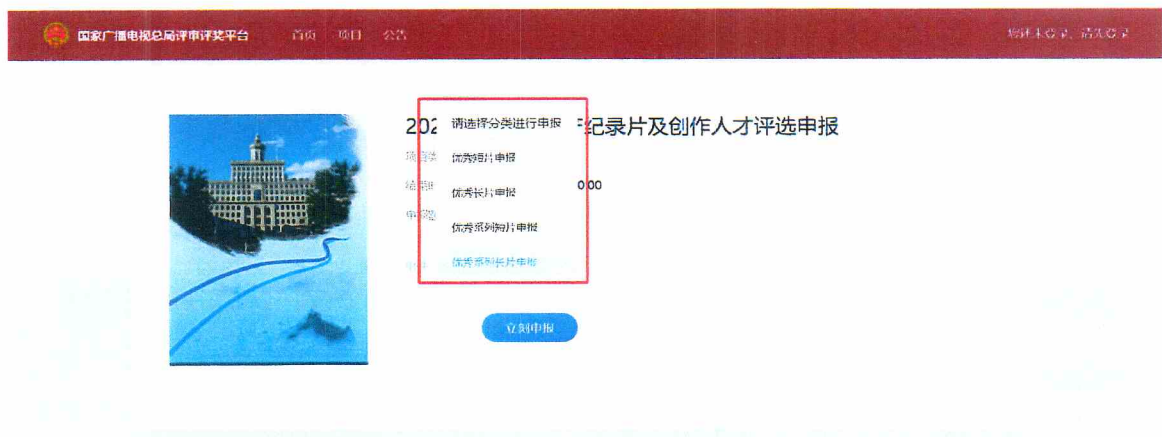 国家广播电视总局评审评奖平台 首页 项目 公告 您还未登录，请先登录
202 纪录片及创作人才评选申报
请选择分类进行申报
优秀短片申报
优秀长片申报
0:00
优秀系列短片申报
优秀系列长片申报
立刻申报